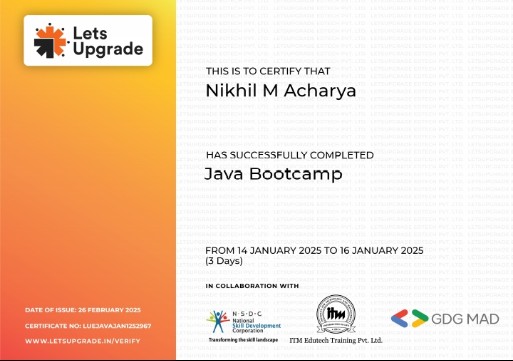 Lets
Upgrade
THIS IS TO CERTIFY THAT
Nikhil M Acharya
HAS SUCCESSFULLY COMPLETED
Java Bootcamp
FROM 14 JANUARY 2025 TO 16 JANUARY 2025
(3 Days)
IN COLLABORATION WITH
N·S·D·C
National
Skill Development
Corporation
Transforming the skill landscape
itm
ITM Edutech Training Pvt. Ltd.
GDG MAD
DATE OF ISSUE: 26 FEBRUARY 2025
CERTIFICATE NO: LUEJAVAJAN1252967
WWW.LETSUPGRADE.IN/VERIFY